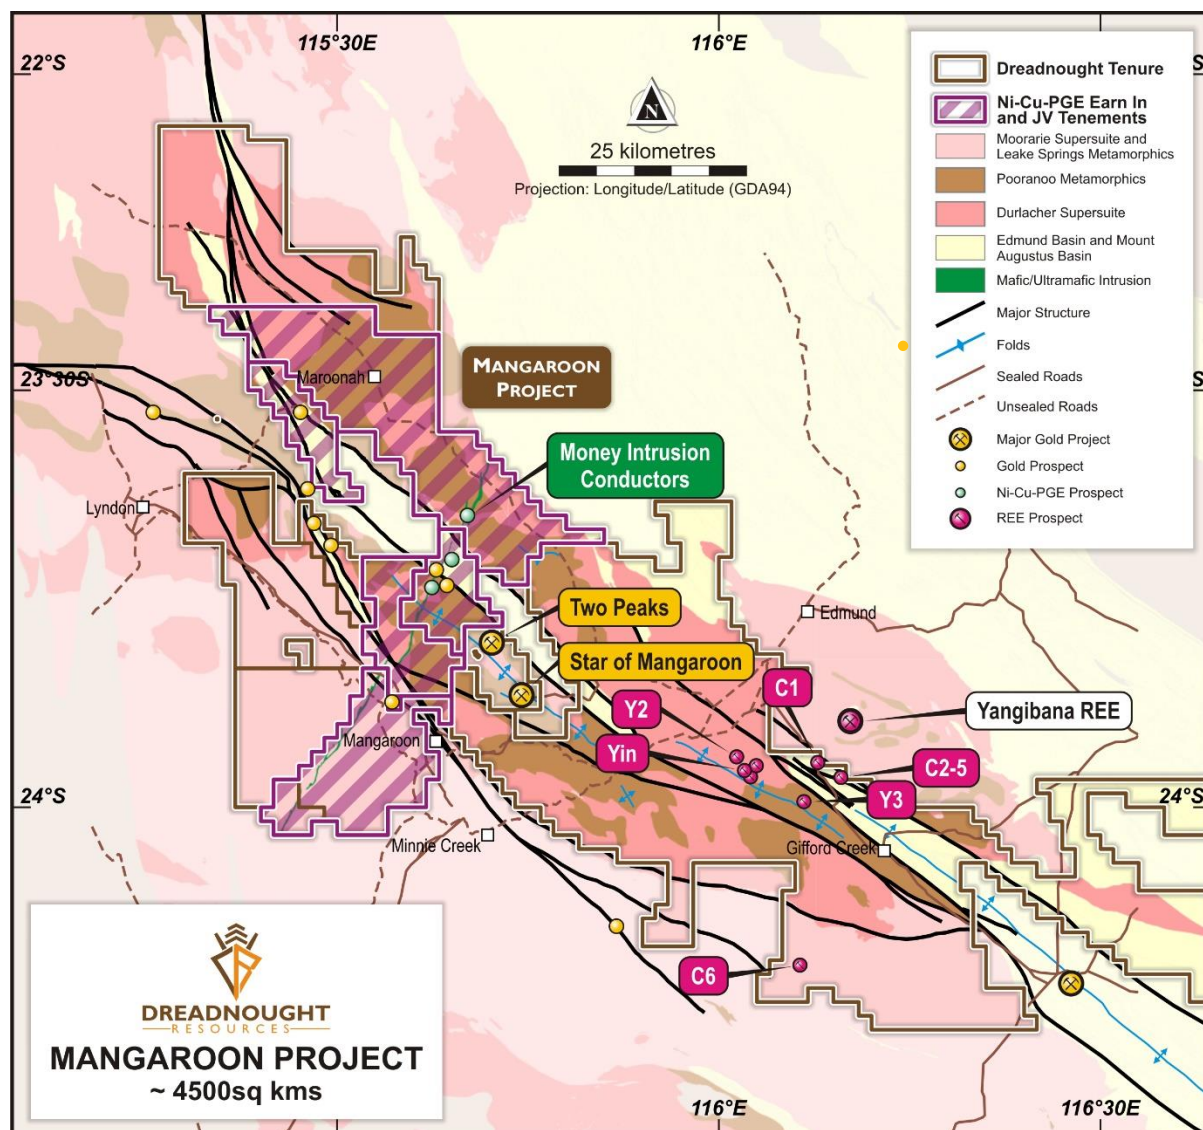 115°30'E
116°E
22°S
S
N
25 kilometres
Projection: Longitude/Latitude (GDA94)
Dreadnought Tenure
Ni-Cu-PGE Earn In
and JV Tenements
Moorarie Supersuite and
Leake Springs Metamorphics
Pooranoo Metamorphics
Durlacher Supersuite
Edmund Basin and Mount
Augustus Basin
Mafic/Ultramafic Intrusion
Major Structure
Folds
Sealed Roads
Unsealed Roads
Major Gold Project
Gold Prospect
Ni-Cu-PGE Prospect
REE Prospect
23°30'S
S
Maroonah
MANGAROON
PROJECT
Money Intrusion
Conductors
Lyndon
Two Peaks
Edmund
Star of Mangaroon
C1
Y2
Yangibana REE
Mangaroon
Yin
C2-5
24°S
Y3
24°S
Minnie Creek
Gifford Creek
C6
DREADNOUGHT
RESOURCES
MANGAROON PROJECT
~ 4500sq kms
116°E
116°30'E